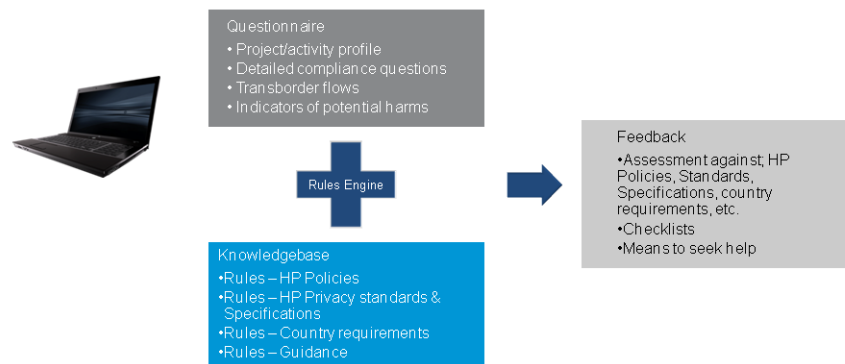 Questionnaire
• Project/activity profile
• Detailed compliance questions
• Transborder flows
• Indicators of potential harms
Rules Engine
Knowledgebase
•Rules – HP Policies
•Rules – HP Privacy standards &
Specifications
•Rules – Country requirements
•Rules – Guidance
Feedback
•Assessment against; HP
Policies, Standards,
Specifications, country
requirements, etc.
•Checklists
•Means to seek help